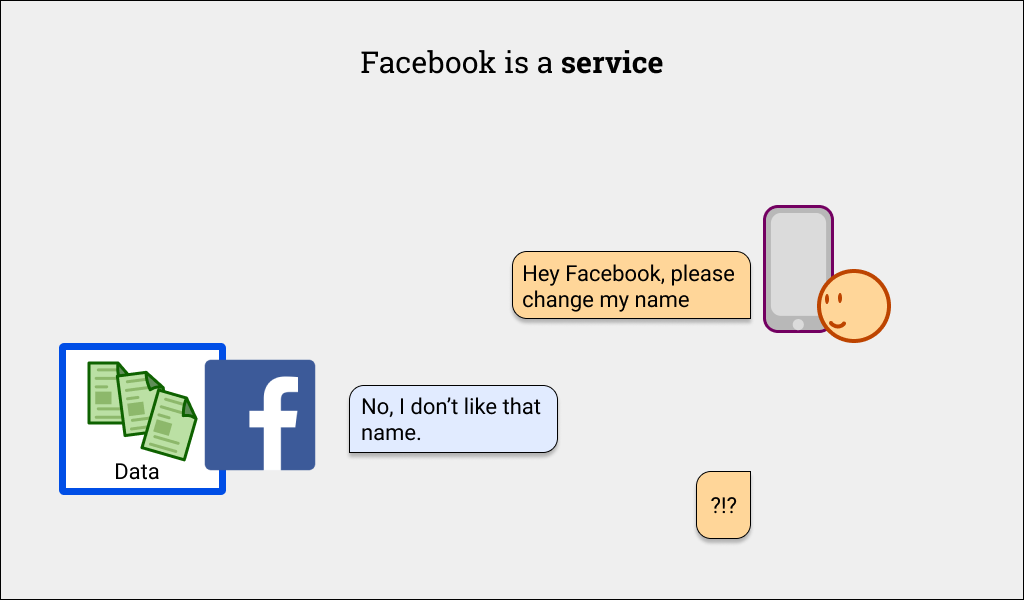 Facebook is a service
Hey Facebook, please
change my name
No, I don’t like that
name.
Data
?!?